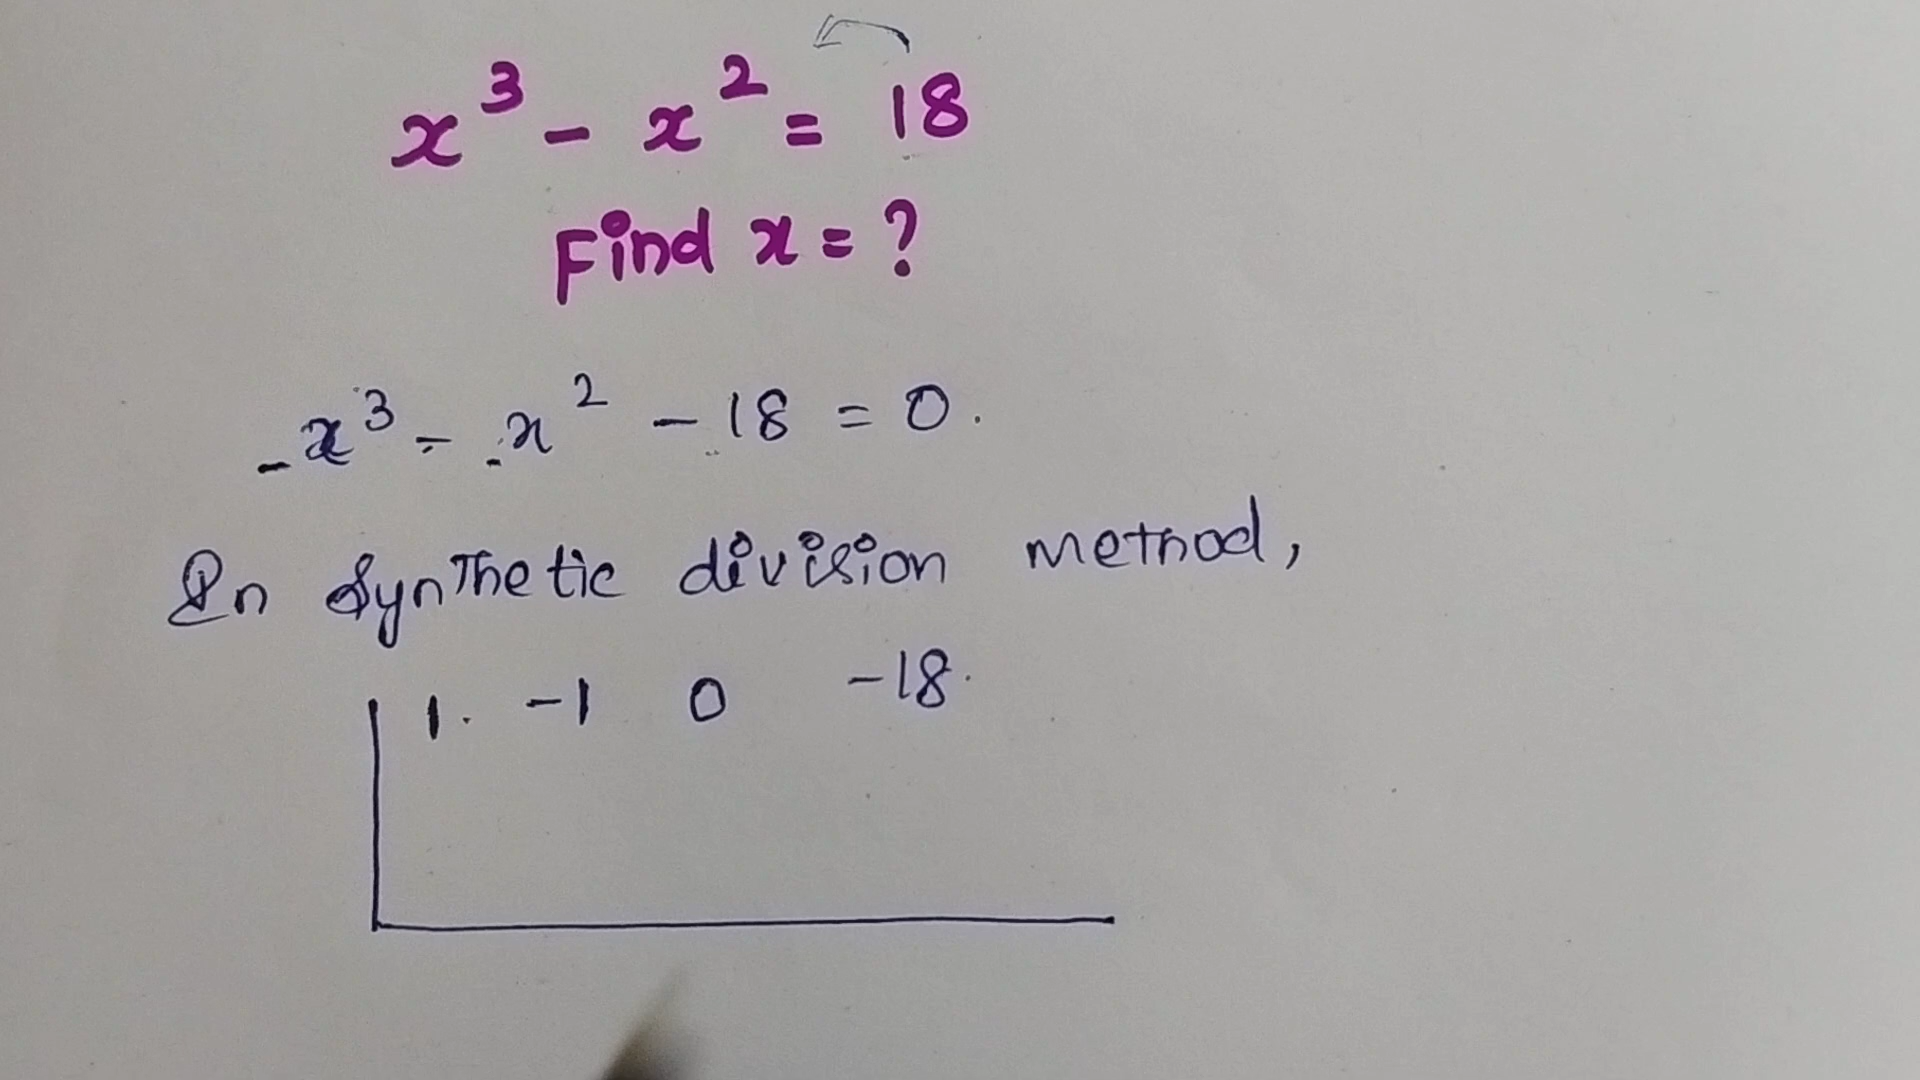 x³ - x² = 18
Find x = ?
x³ - x² - 18 = 0.
In Synthetic division method,
1. -1 0 -18.